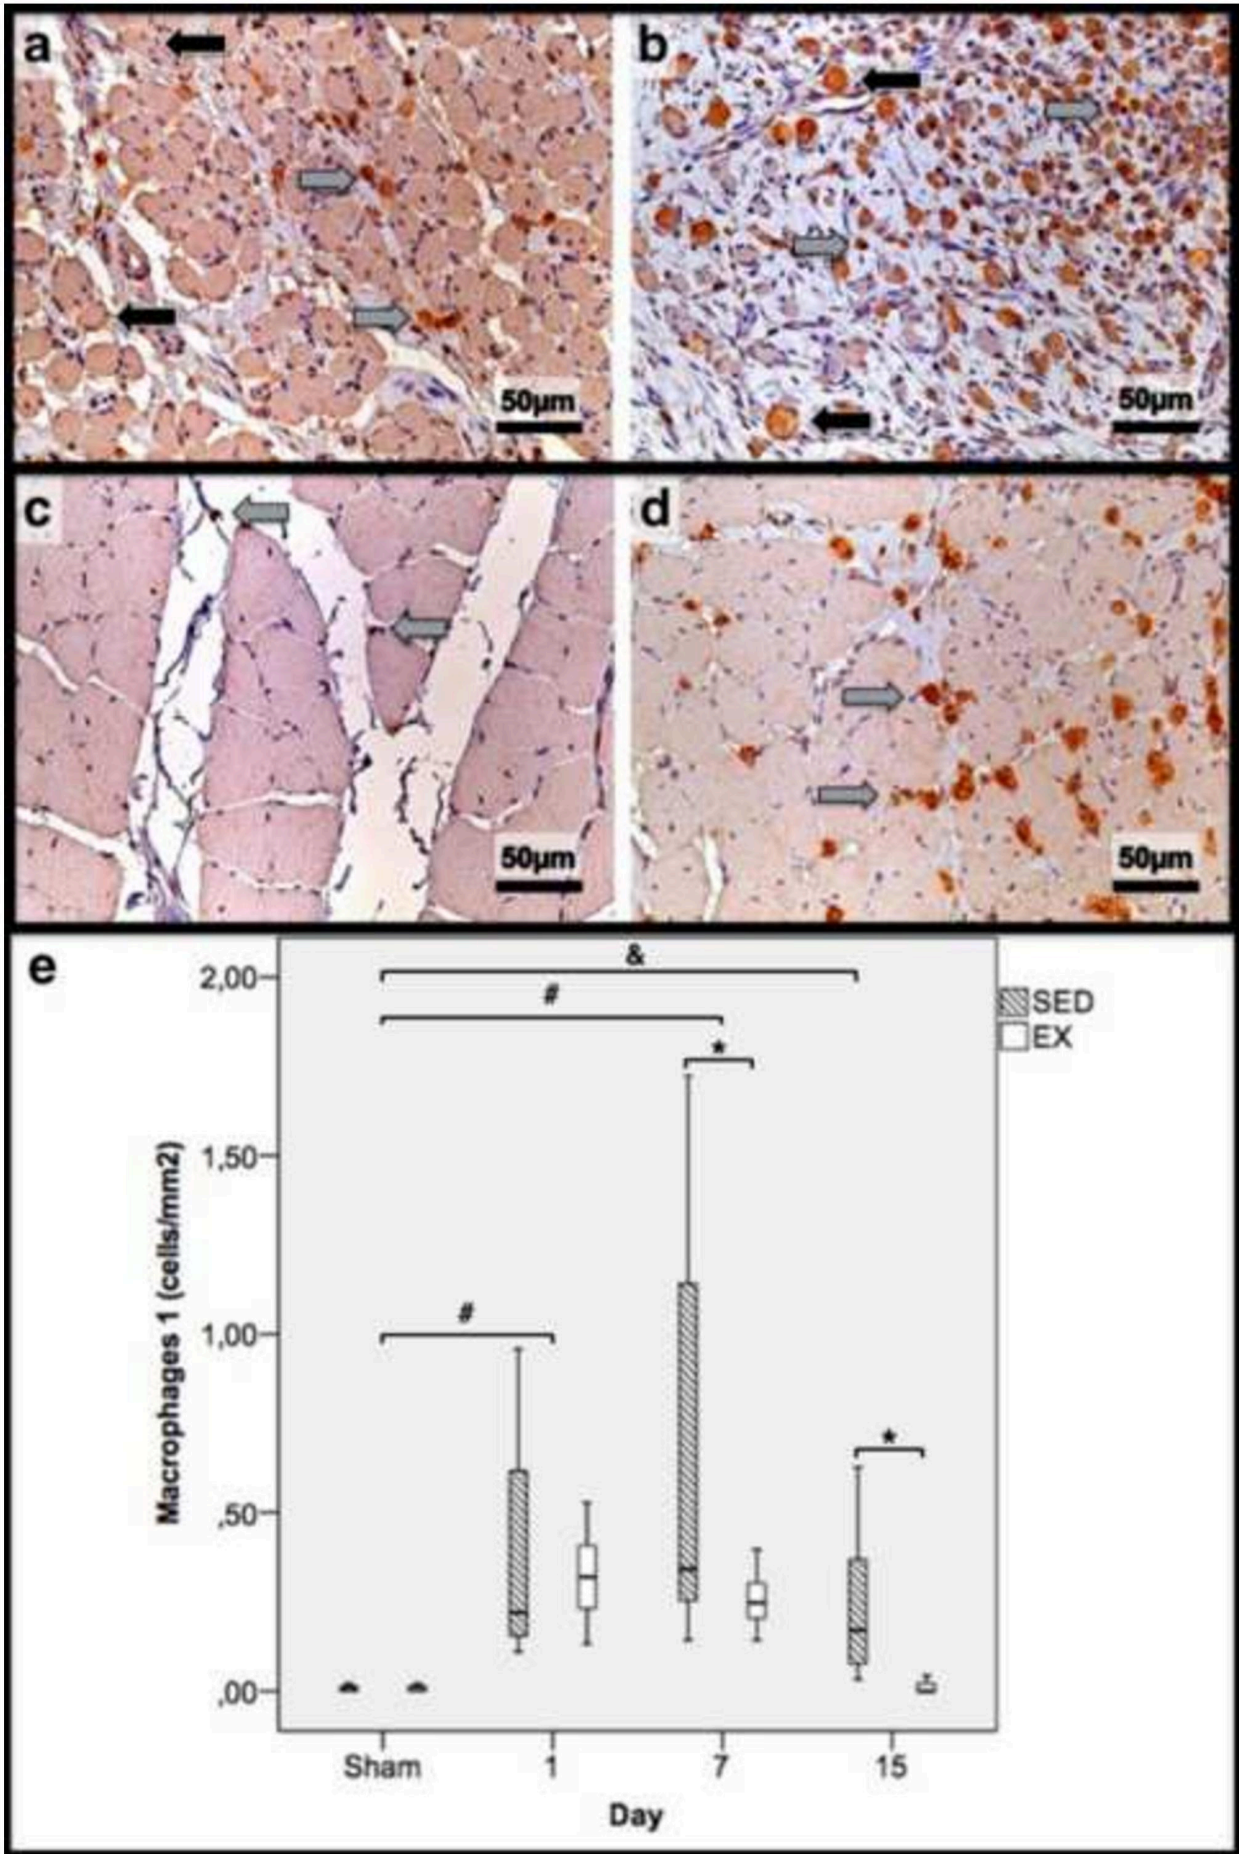 a
b
50µm
50µm
c
d
50µm
50µm
e
&
2,00
SED
#
EX
*
1,50
#
1,00
*
,50
,00
Macrophages 1 (cells/mm2)
Sham 1 7 15
Day